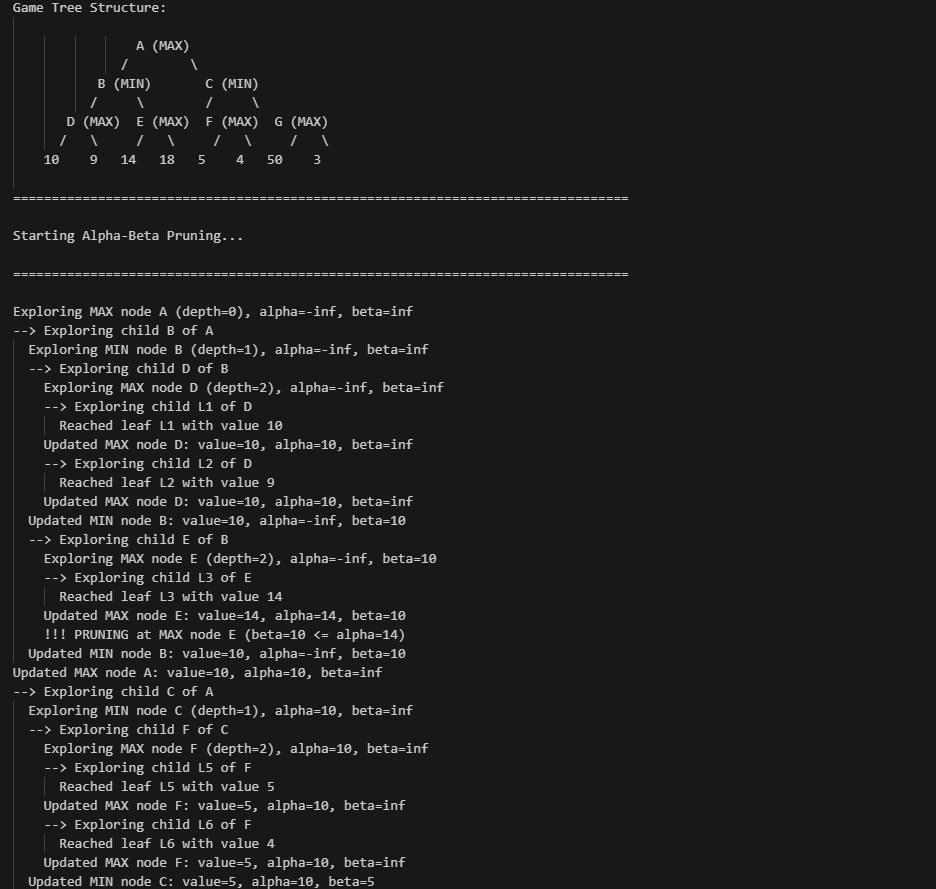 Game Tree Structure:
                A (MAX)
              /        \
           B (MIN)       C (MIN)
          /     \        /     \
       D (MAX)  E (MAX)  F (MAX)  G (MAX)
      /   \     /   \     /   \     /   \
    10    9   14   18   5    4   50    3
================================================================================
Starting Alpha-Beta Pruning...
================================================================================
Exploring MAX node A (depth=0), alpha=-inf, beta=inf
--> Exploring child B of A
  Exploring MIN node B (depth=1), alpha=-inf, beta=inf
  --> Exploring child D of B
    Exploring MAX node D (depth=2), alpha=-inf, beta=inf
    --> Exploring child L1 of D
      Reached leaf L1 with value 10
    Updated MAX node D: value=10, alpha=10, beta=inf
    --> Exploring child L2 of D
      Reached leaf L2 with value 9
    Updated MAX node D: value=10, alpha=10, beta=inf
  Updated MIN node B: value=10, alpha=-inf, beta=10
  --> Exploring child E of B
    Exploring MAX node E (depth=2), alpha=-inf, beta=10
    --> Exploring child L3 of E
      Reached leaf L3 with value 14
    Updated MAX node E: value=14, alpha=14, beta=10
    !!! PRUNING at MAX node E (beta=10 <= alpha=14)
  Updated MIN node B: value=10, alpha=-inf, beta=10
Updated MAX node A: value=10, alpha=10, beta=inf
--> Exploring child C of A
  Exploring MIN node C (depth=1), alpha=10, beta=inf
  --> Exploring child F of C
    Exploring MAX node F (depth=2), alpha=10, beta=inf
    --> Exploring child L5 of F
      Reached leaf L5 with value 5
    Updated MAX node F: value=5, alpha=10, beta=inf
    --> Exploring child L6 of F
      Reached leaf L6 with value 4
    Updated MAX node F: value=5, alpha=10, beta=inf
  Updated MIN node C: value=5, alpha=10, beta=5